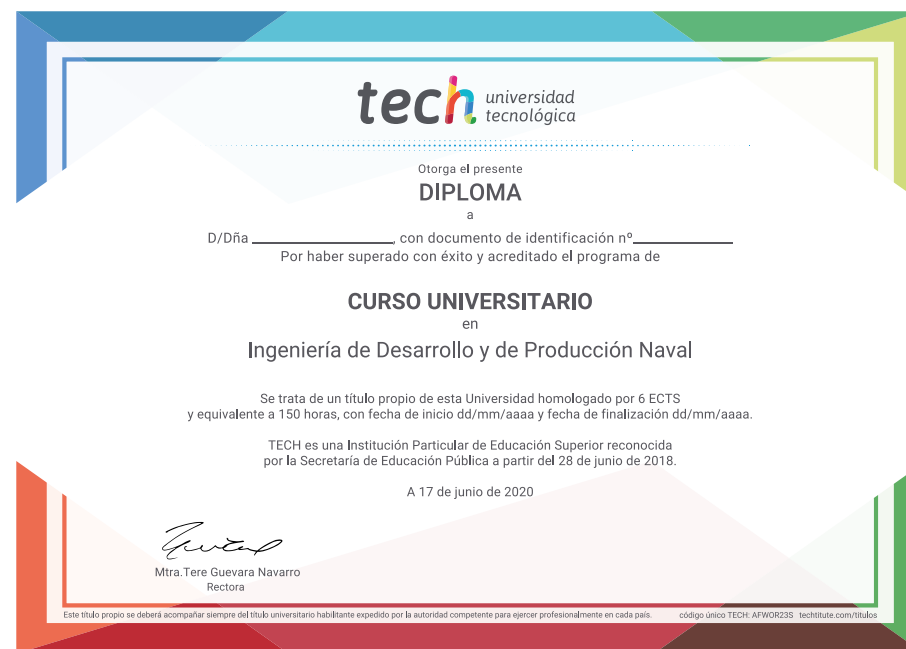 tech universidad
tecnológica
Otorga el presente
DIPLOMA
a
D/Dña ____________________, con documento de identificación nº______________
Por haber superado con éxito y acreditado el programa de
CURSO UNIVERSITARIO
en
Ingeniería de Desarrollo y de Producción Naval
Se trata de un título propio de esta Universidad homologado por 6 ECTS
y equivalente a 150 horas, con fecha de inicio dd/mm/aaaa y fecha de finalización dd/mm/aaaa.
TECH es una Institución Particular de Educación Superior reconocida
por la Secretaría de Educación Pública a partir del 28 de junio de 2018.
A 17 de junio de 2020
Mtra.Tere Guevara Navarro
Rectora
Este título propio se deberá acompañar siempre del título universitario habilitante expedido por la autoridad competente para ejercer profesionalmente en cada país. código único TECH: AFWOR23S techtitute.com/titulos